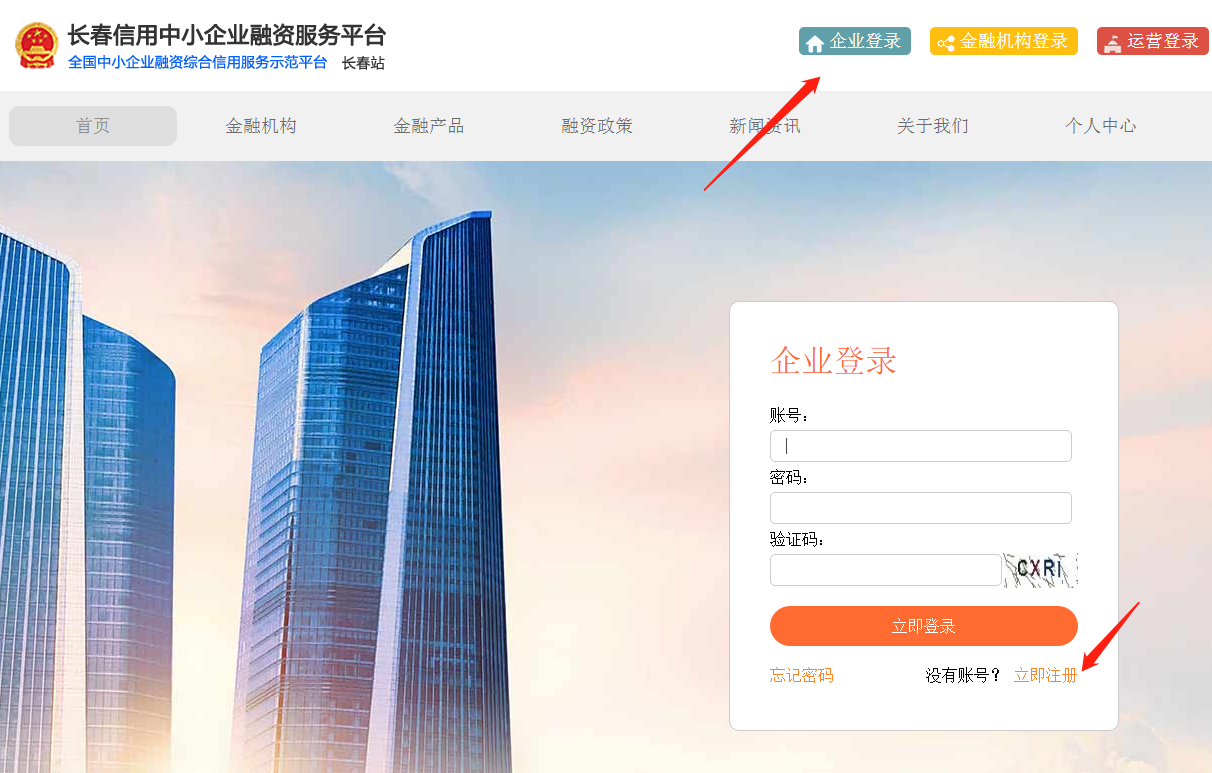 长春信用中小企业融资服务平台
全国中小企业融资综合信用服务示范平台 长春站
企业登录 金融机构登录 运营登录
首页 金融机构 金融产品 融资政策 新闻资讯 关于我们 个人中心
企业登录
账号：
密码：
验证码：
CXRI
立即登录
忘记密码 没有账号？ 立即注册